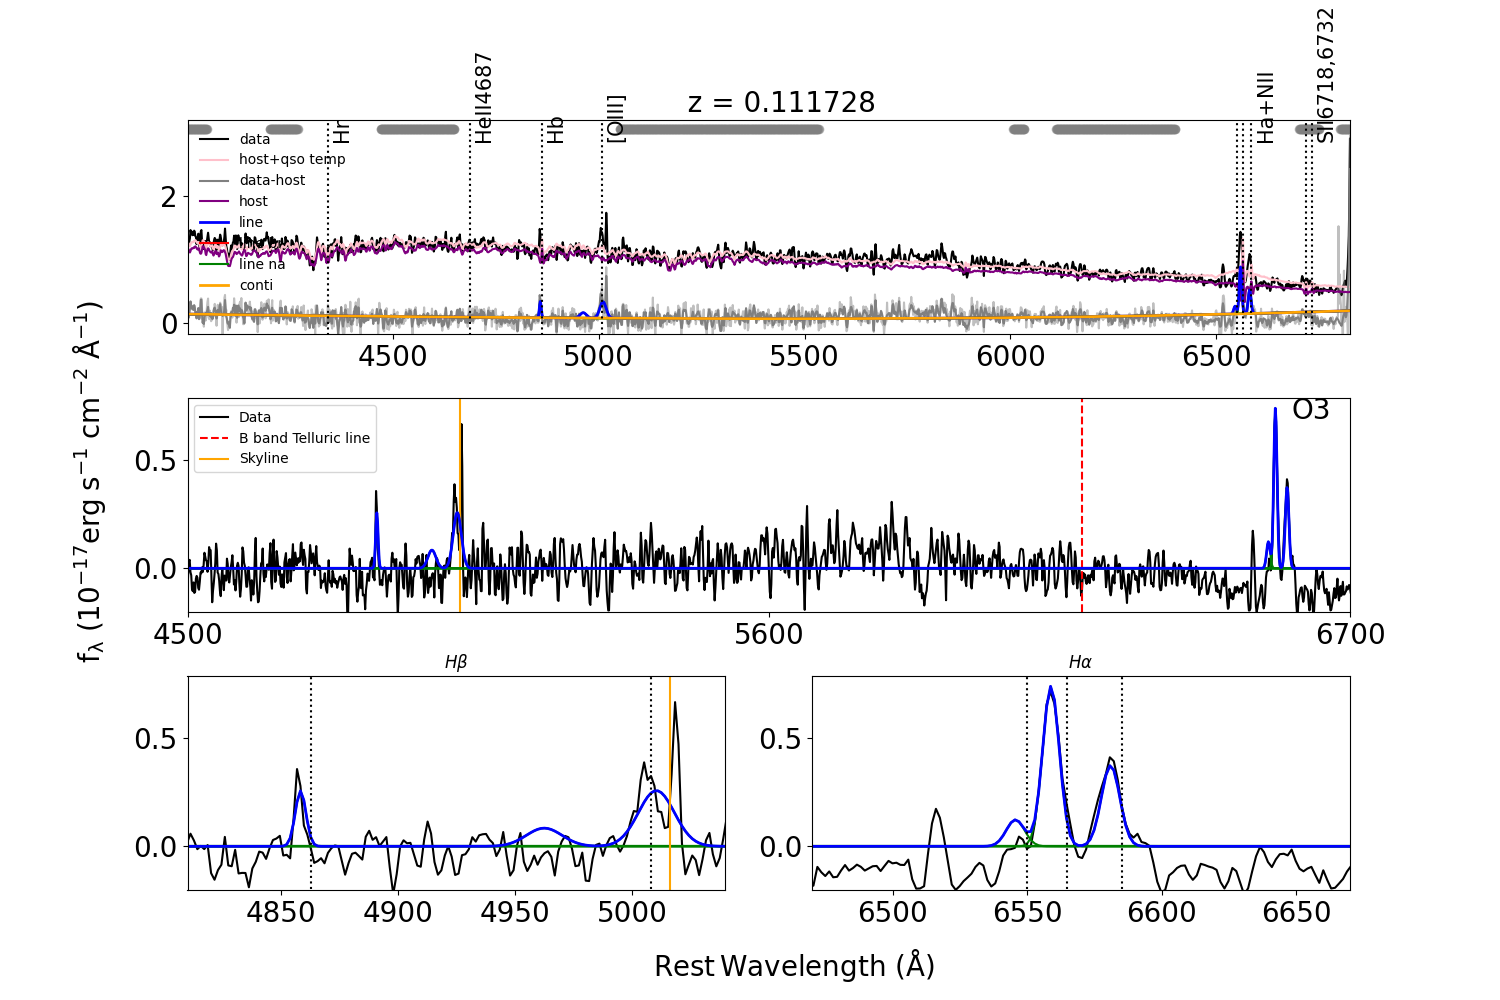 z = 0.111728
Hr
HeII4687
Hb
[OIII]
Ha+NII
SII6718,6732
data
host+qso temp
data-host
host
line
line na
conti
2
0
4500
5000
5500
6000
6500
fλ (10⁻¹⁷erg s⁻¹ cm⁻² Å⁻¹)
O3
Data
B band Telluric line
Skyline
0.5
0.0
4500
5600
6700
Hβ
0.5
0.0
4850
4900
4950
5000
Hα
0.5
0.0
6500
6550
6600
6650
Rest Wavelength (Å)